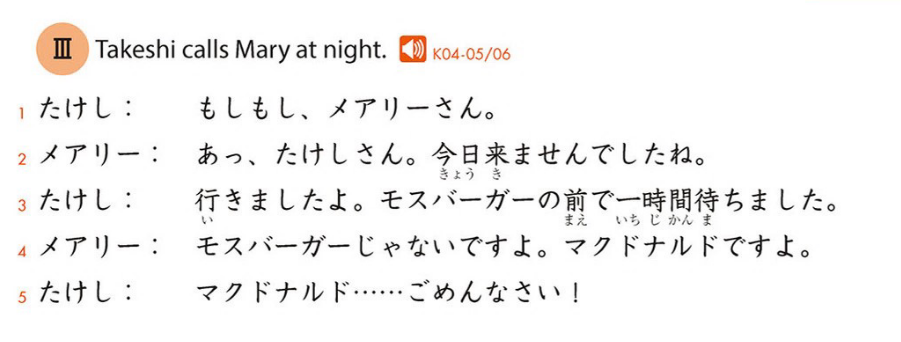 Ⅲ Takeshi calls Mary at night. K04-05/06
1 たけし： もしもし、メアリーさん。
2 メアリー： あっ、たけしさん。今日来ませんでしたね。
きょう き
3 たけし： 行きましたよ。モスバーガーの前で一時間待ちました。
い まえ いち じ かん ま
4 メアリー： モスバーガーじゃないですよ。マクドナルドですよ。
5 たけし： マクドナルド……ごめんなさい！